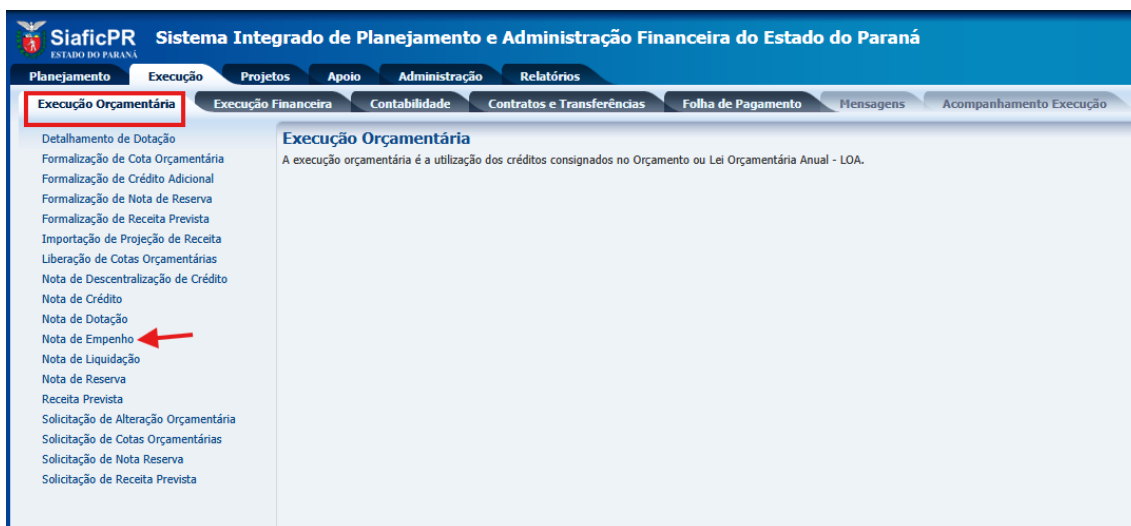 SiaficPR Sistema Integrado de Planejamento e Administração Financeira do Estado do Paraná
ESTADO DO PARANÁ
Planejamento Execução Projetos Apoio Administração Relatórios
Execução Orçamentária Execução Financeira Contabilidade Contratos e Transferências Folha de Pagamento Mensagens Acompanhamento Execução
Detalhamento de Dotação
Formalização de Cota Orçamentária
Formalização de Crédito Adicional
Formalização de Nota de Reserva
Formalização de Receita Prevista
Importação de Projeção de Receita
Liberação de Cotas Orçamentárias
Nota de Descentralização de Crédito
Nota de Crédito
Nota de Dotação
Nota de Empenho
Nota de Liquidação
Nota de Reserva
Receita Prevista
Solicitação de Alteração Orçamentária
Solicitação de Cotas Orçamentárias
Solicitação de Nota Reserva
Solicitação de Receita Prevista
Execução Orçamentária
A execução orçamentária é a utilização dos créditos consignados no Orçamento ou Lei Orçamentária Anual - LOA.